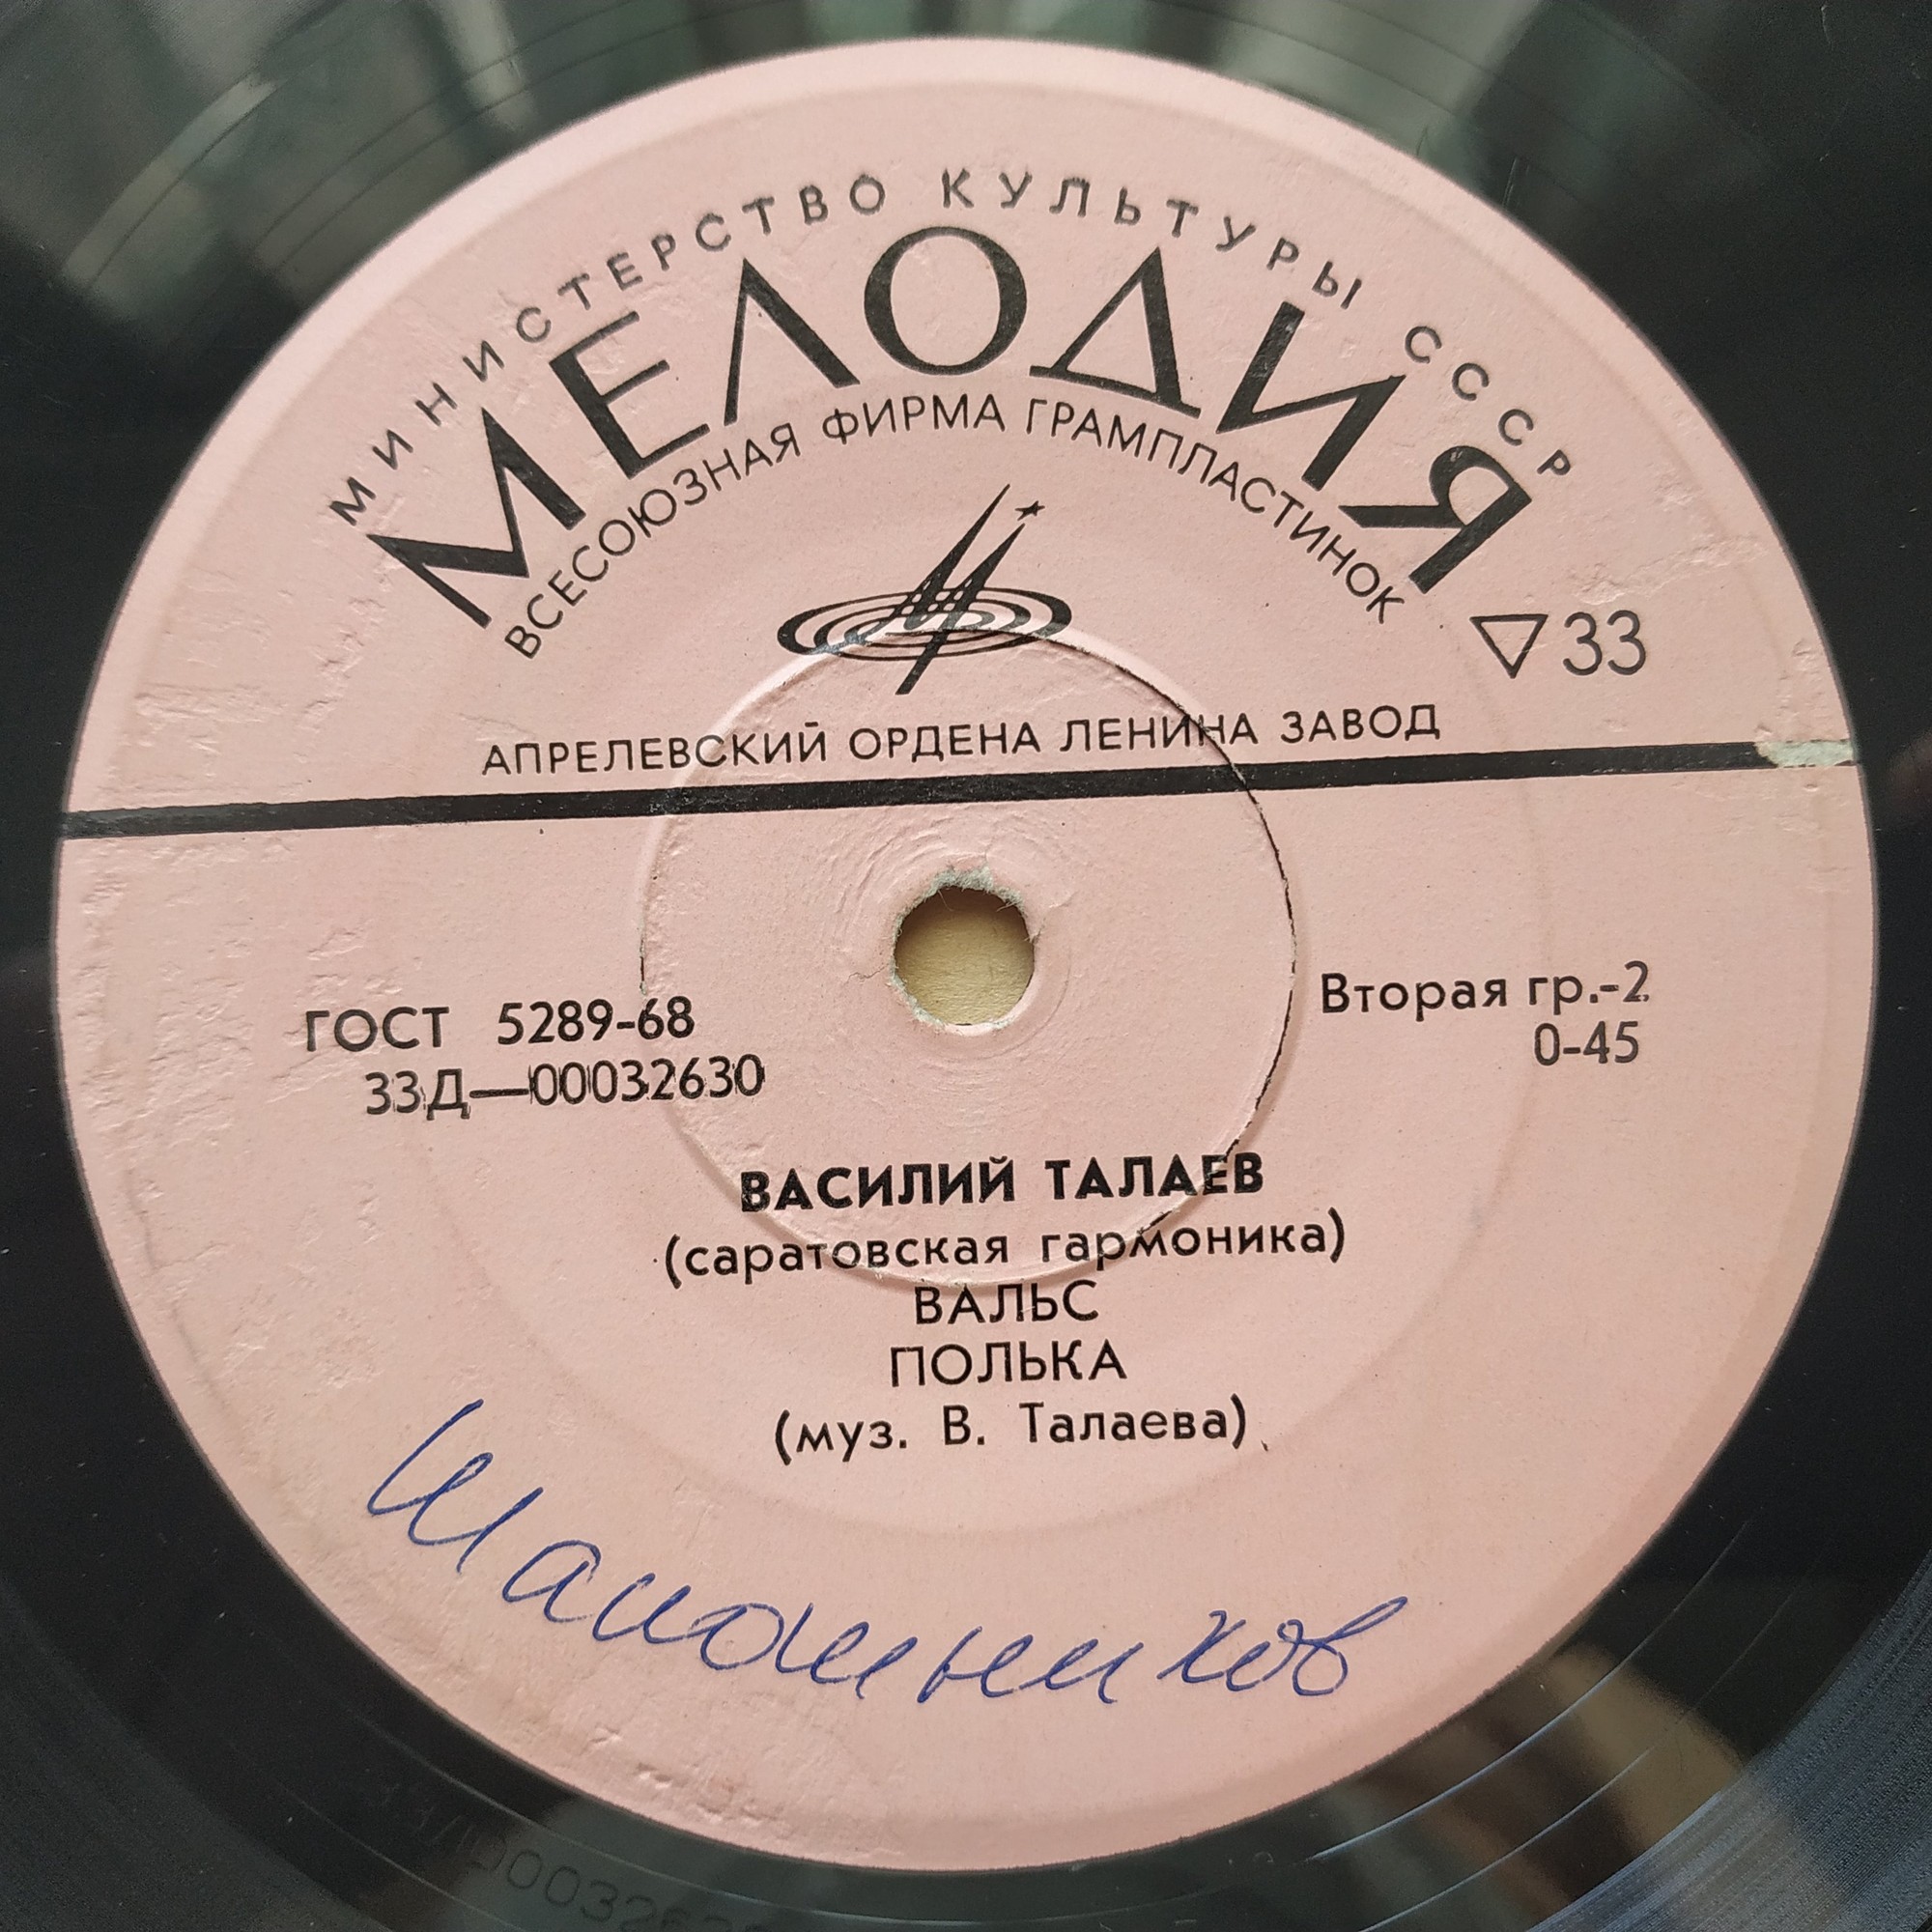 МИНИСТЕРСТВО КУЛЬТУРЫ СССР
МЕЛОДИЯ
ВСЕСОЮЗНАЯ ФИРМА ГРАМПЛАСТИНОК
▽33
АПРЕЛЕВСКИЙ ОРДЕНА ЛЕНИНА ЗАВОД
ГОСТ 5289-68
33Д—00032630
Вторая гр.-2
0-45
ВАСИЛИЙ ТАЛАЕВ
(саратовская гармоника)
ВАЛЬС
ПОЛЬКА
(муз. В. Талаева)